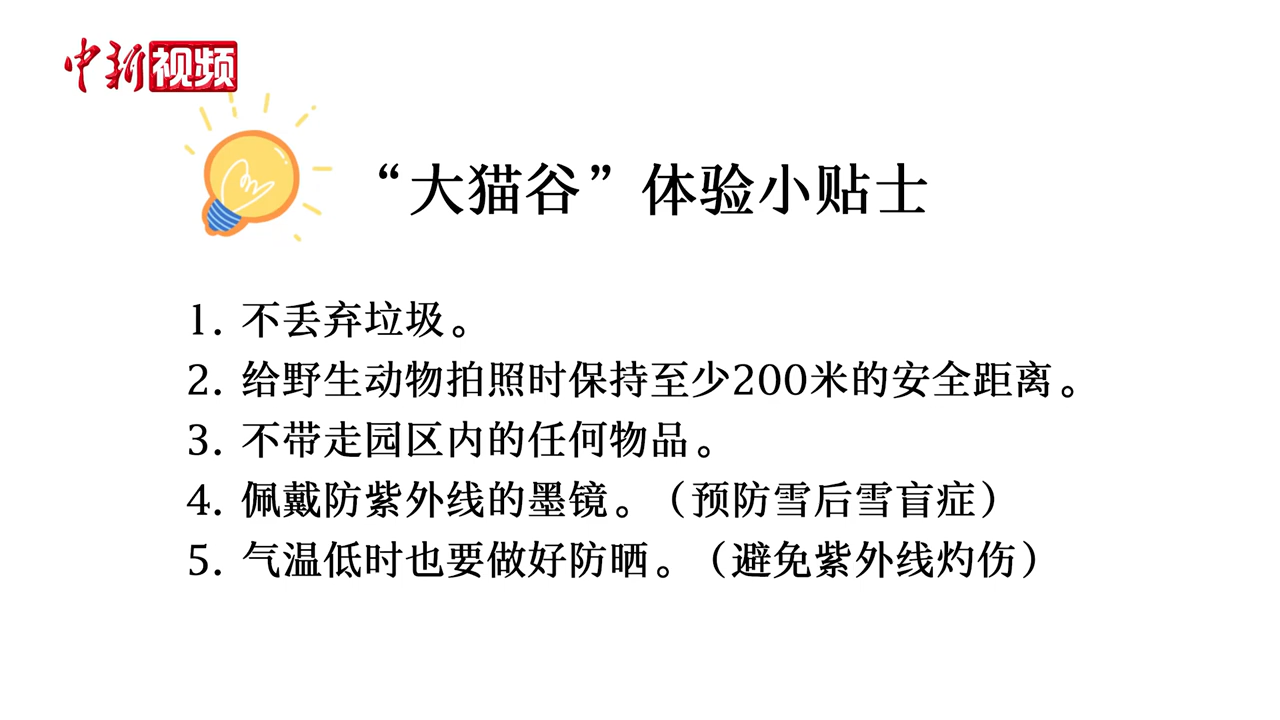 中新视频
“大猫谷”体验小贴士
1. 不丢弃垃圾。
2. 给野生动物拍照时保持至少200米的安全距离。
3. 不带走园区内的任何物品。
4. 佩戴防紫外线的墨镜。（预防雪后雪盲症）
5. 气温低时也要做好防晒。（避免紫外线灼伤）